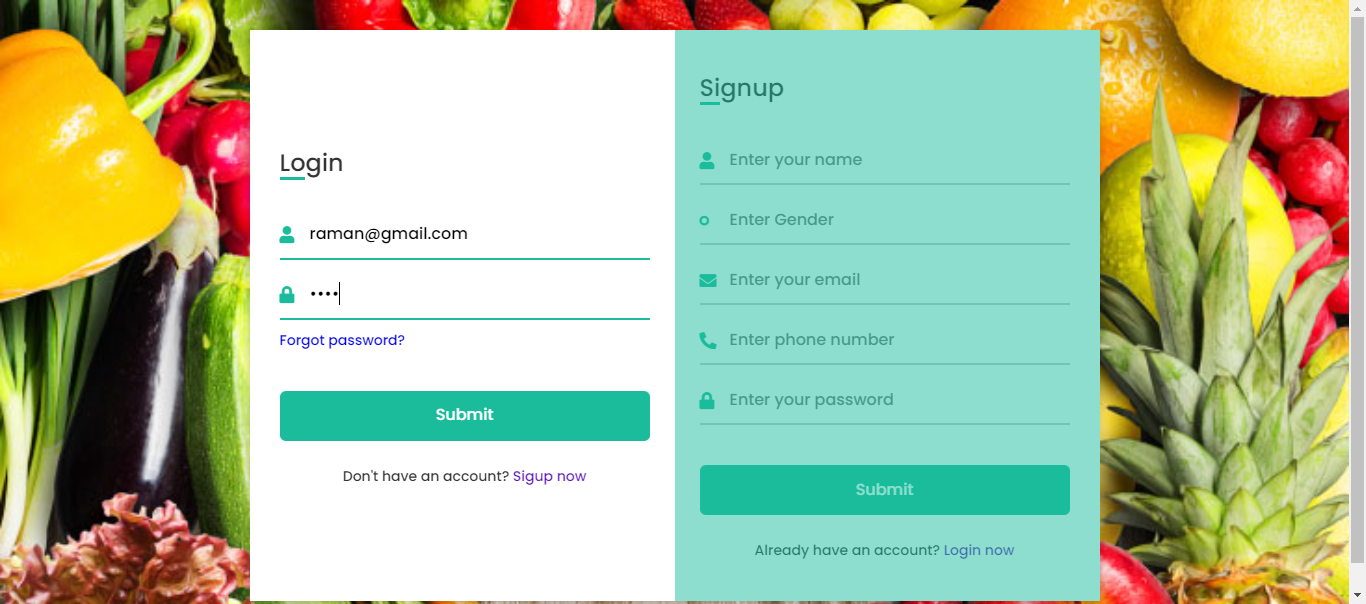 Login
raman@gmail.com
••••
Forgot password?
Submit
Don't have an account? Sigup now
Signup
Enter your name
Enter Gender
Enter your email
Enter phone number
Enter your password
Submit
Already have an account? Login now